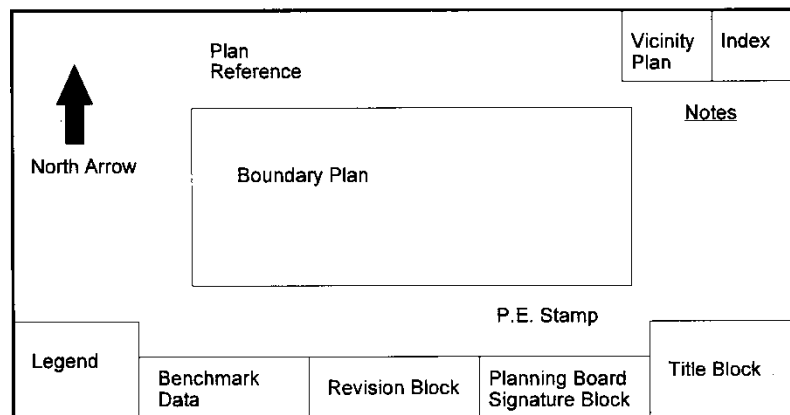 Plan
Reference
Vicinity
Plan
Index
Notes
North Arrow
Boundary Plan
P.E. Stamp
Legend
Benchmark
Data
Revision Block
Planning Board
Signature Block
Title Block